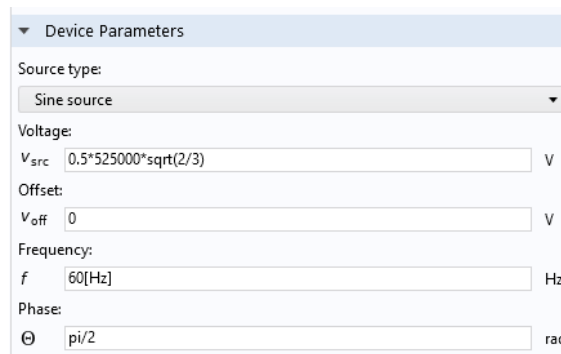 Device Parameters
Source type:
Sine source
Voltage:
Vsrc 0.5*525000*sqrt(2/3) V
Offset:
Voff 0 V
Frequency:
f 60[Hz] Hz
Phase:
Θ pi/2 rad